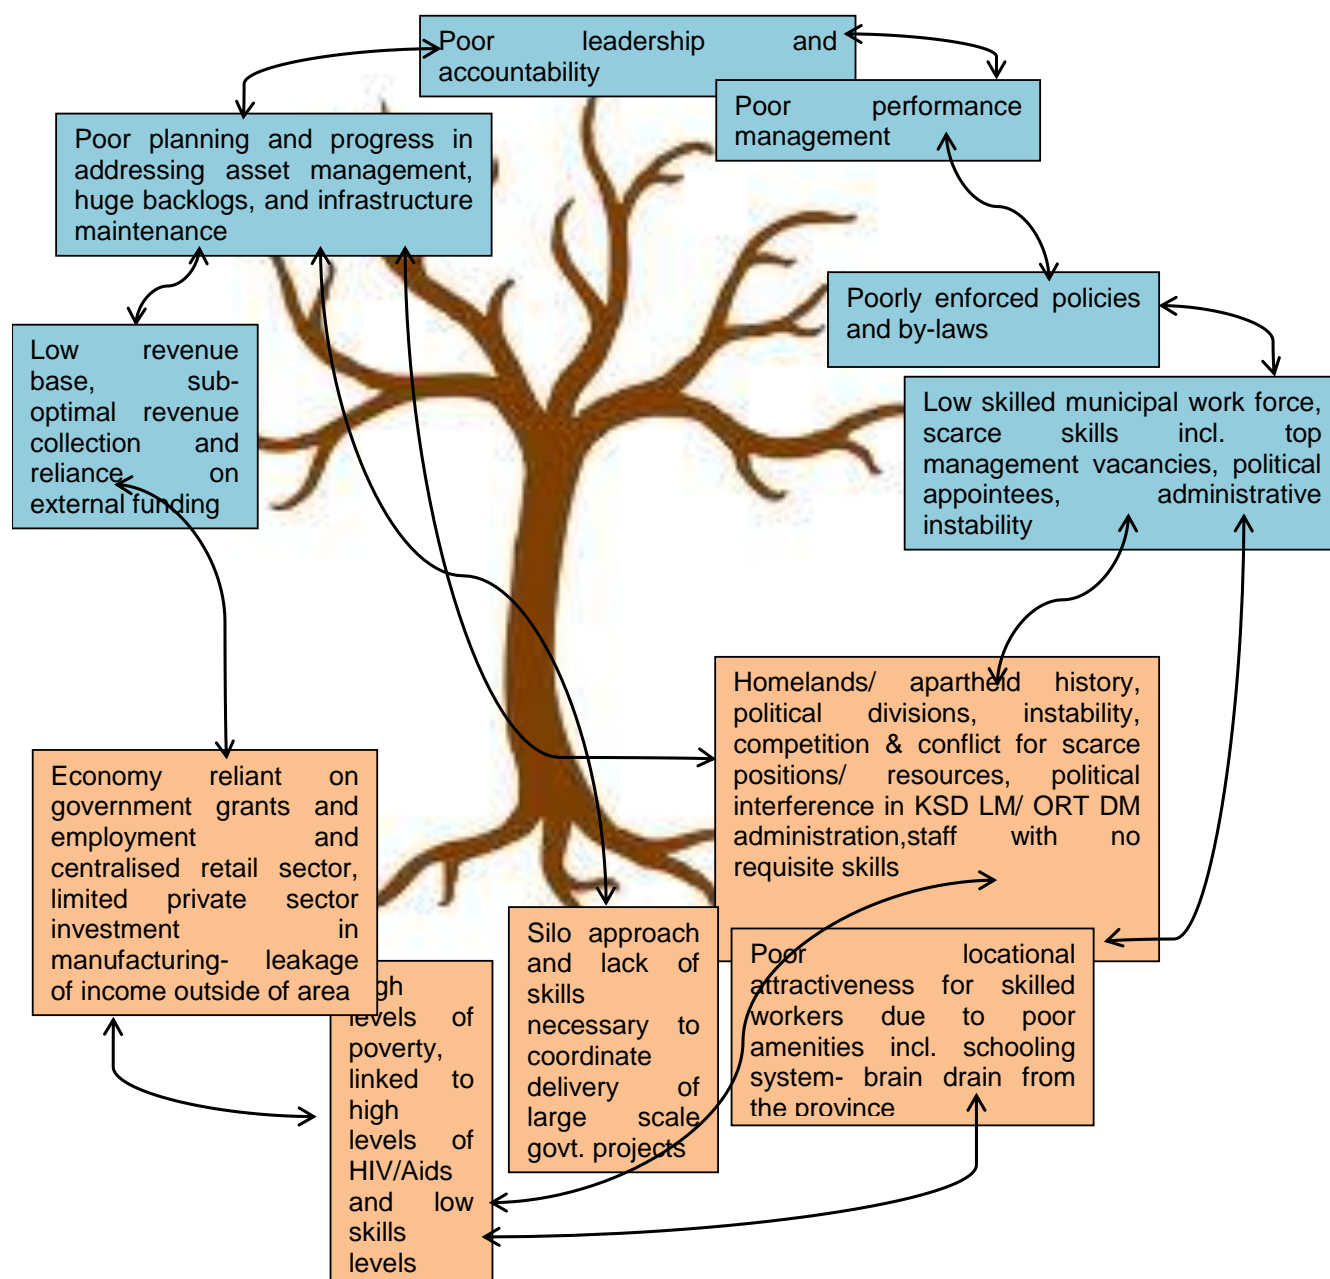 Poor leadership and
accountability
Poor performance
management
Poor planning and progress in
addressing asset management,
huge backlogs, and infrastructure
maintenance
Poorly enforced policies
and by-laws
Low revenue
base, sub-
optimal revenue
collection and
reliance on
external funding
Low skilled municipal work force,
scarce skills incl. top
management vacancies, political
appointees, administrative
instability
Homelands/ apartheid history,
political divisions, instability,
competition & conflict for scarce
positions/ resources, political
interference in KSD LM/ ORT DM
administration,staff with no
requisite skills
Economy reliant on
government grants and
employment and
centralised retail sector,
limited private sector
investment in
manufacturing- leakage
of income outside of area
levels of
poverty,
linked to
high
levels of
HIV/Aids
and low
skills
levels
Silo approach
and lack of
skills
necessary to
coordinate
delivery of
large scale
govt. projects
Poor locational
attractiveness for skilled
workers due to poor
amenities incl. schooling
system- brain drain from
the province